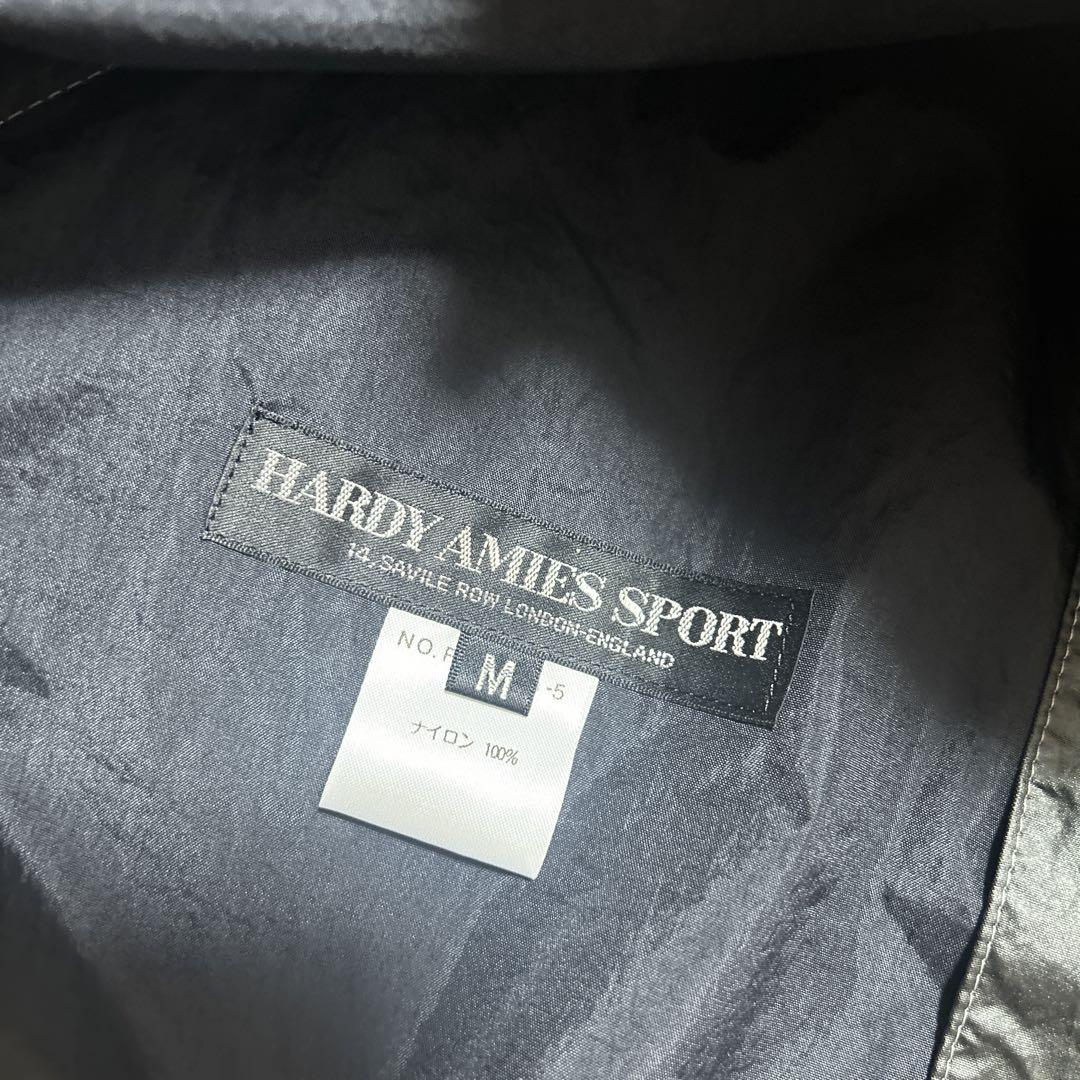 HARDY AMIES SPORT
14, SAVILE ROW LONDON-ENGLAND
M
NO. -5
ナイロン 100%